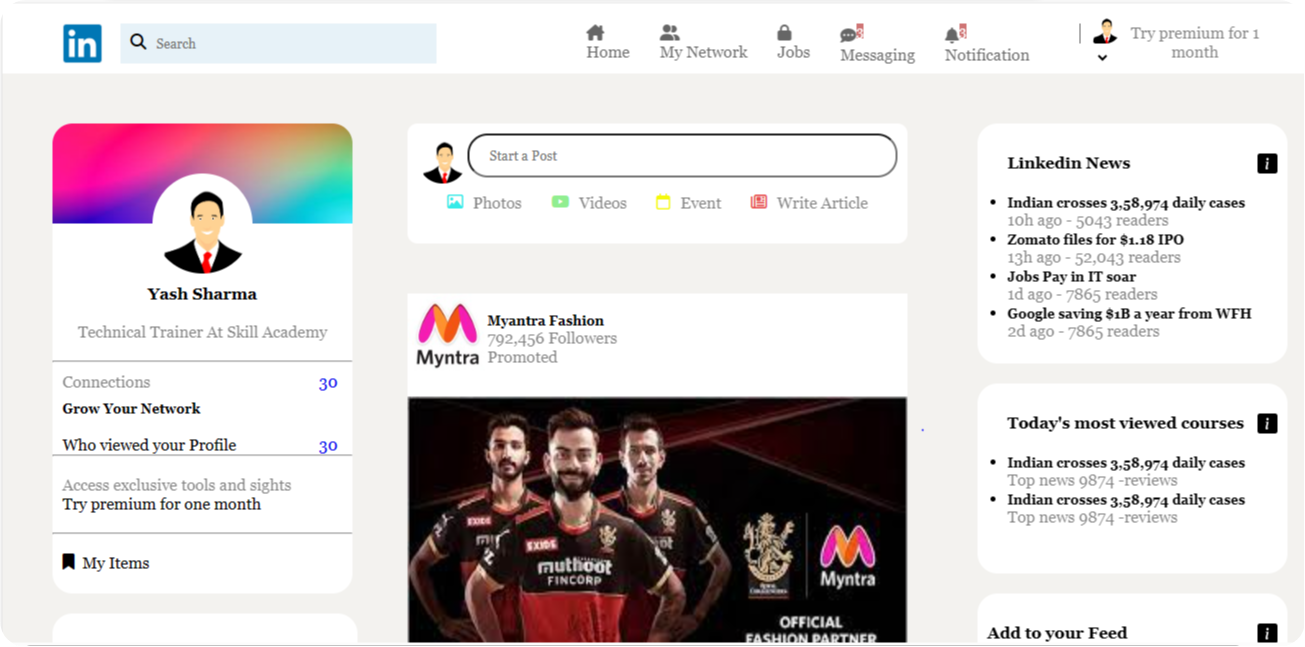 in
Search
Home
My Network
Jobs
3
Messaging
3
Notification
Try premium for 1
month
Yash Sharma
Technical Trainer At Skill Academy
Connections 30
Grow Your Network
Who viewed your Profile 30
Access exclusive tools and sights
Try premium for one month
My Items
Start a Post
Photos
Videos
Event
Write Article
Myantra Fashion
792,456 Followers
Promoted
Myntra
EXIDE
EXIDE
muthoot
FINCORP
Myntra
OFFICIAL
FASHION PARTNER
Linkedin News
i
Indian crosses 3,58,974 daily cases
10h ago - 5043 readers
Zomato files for $1.18 IPO
13h ago - 52,043 readers
Jobs Pay in IT soar
1d ago - 7865 readers
Google saving $1B a year from WFH
2d ago - 7865 readers
Today's most viewed courses
i
Indian crosses 3,58,974 daily cases
Top news 9874 -reviews
Indian crosses 3,58,974 daily cases
Top news 9874 -reviews
Add to your Feed
i